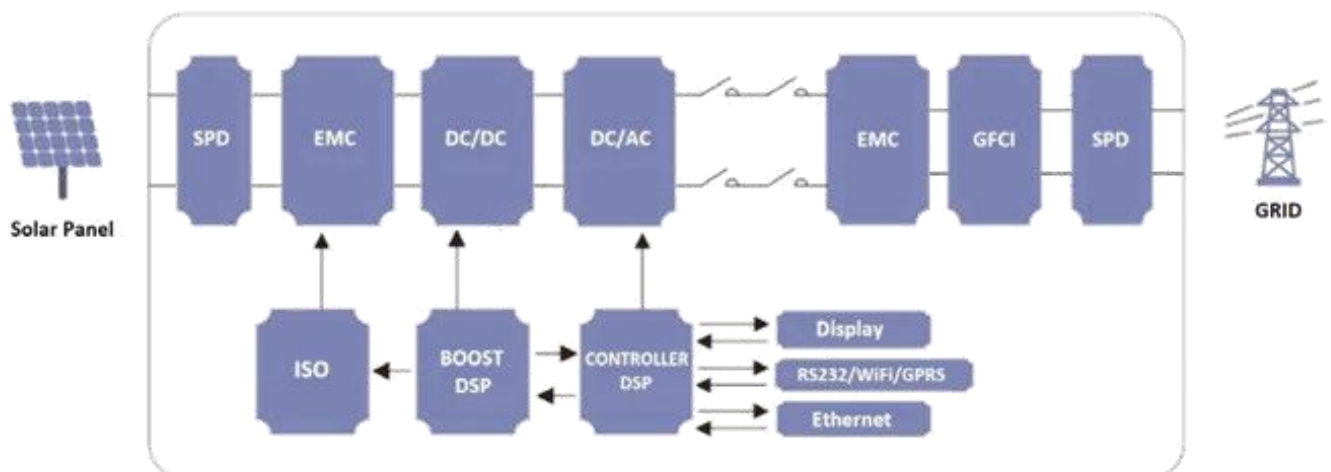 SPD
EMC
DC/DC
DC/AC
EMC
GFCI
SPD
Solar Panel
GRID
ISO
BOOST
DSP
CONTROLLER
DSP
Display
RS232/WiFi/GPRS
Ethernet